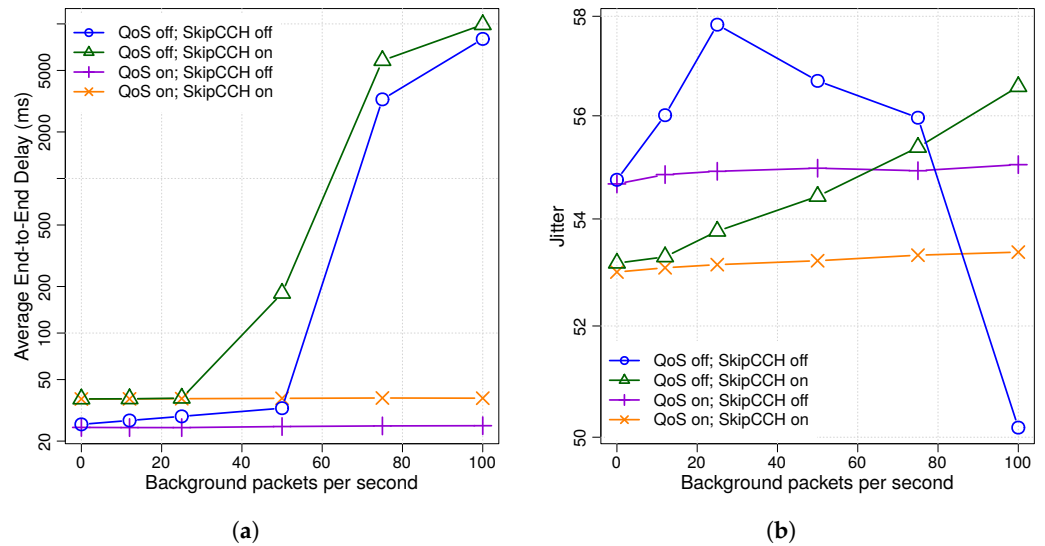 QoS off; SkipCCH off
QoS off; SkipCCH on
QoS on; SkipCCH off
QoS on; SkipCCH on
Average End-to-End Delay (ms)
5000
2000
500
200
100
50
20
0 20 40 60 80 100
Background packets per second
(a)
Jitter
58
56
54
52
50
QoS off; SkipCCH off
QoS off; SkipCCH on
QoS on; SkipCCH off
QoS on; SkipCCH on
0 20 40 60 80 100
Background packets per second
(b)